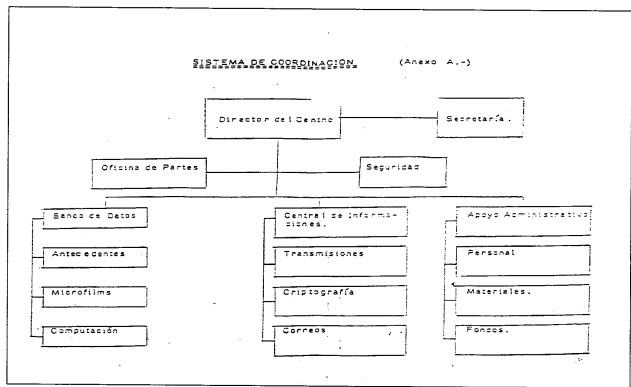 SISTEMA DE COORDINACIÓN (Anexo A.-)
Director del Centro
Secretaría.
Oficina de Partes
Seguridad
Banco de Datos
Antecedentes
Microfilms
Computación
Central de Informa-
ciones.
Transmisiones
Criptografía
Correos
Apoyo Administrativo
Personal
Materiales.
Fondos.